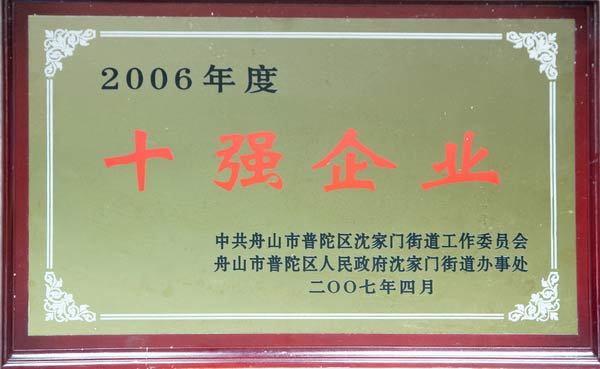 2006年度
十强企业
中共舟山市普陀区沈家门街道工作委员会
舟山市普陀区人民政府沈家门街道办事处
二〇〇七年四月